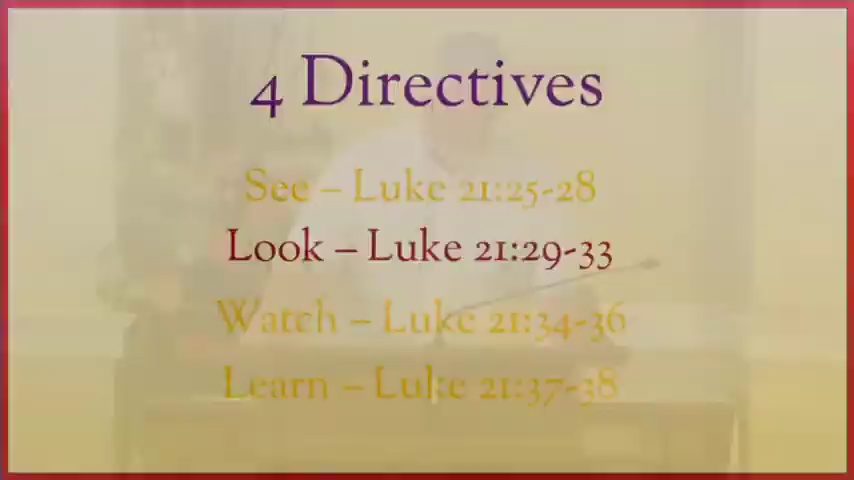 4 Directives
See – Luke 21:25-28
Look – Luke 21:29-33
Watch – Luke 21:34-36
Learn – Luke 21:37-38